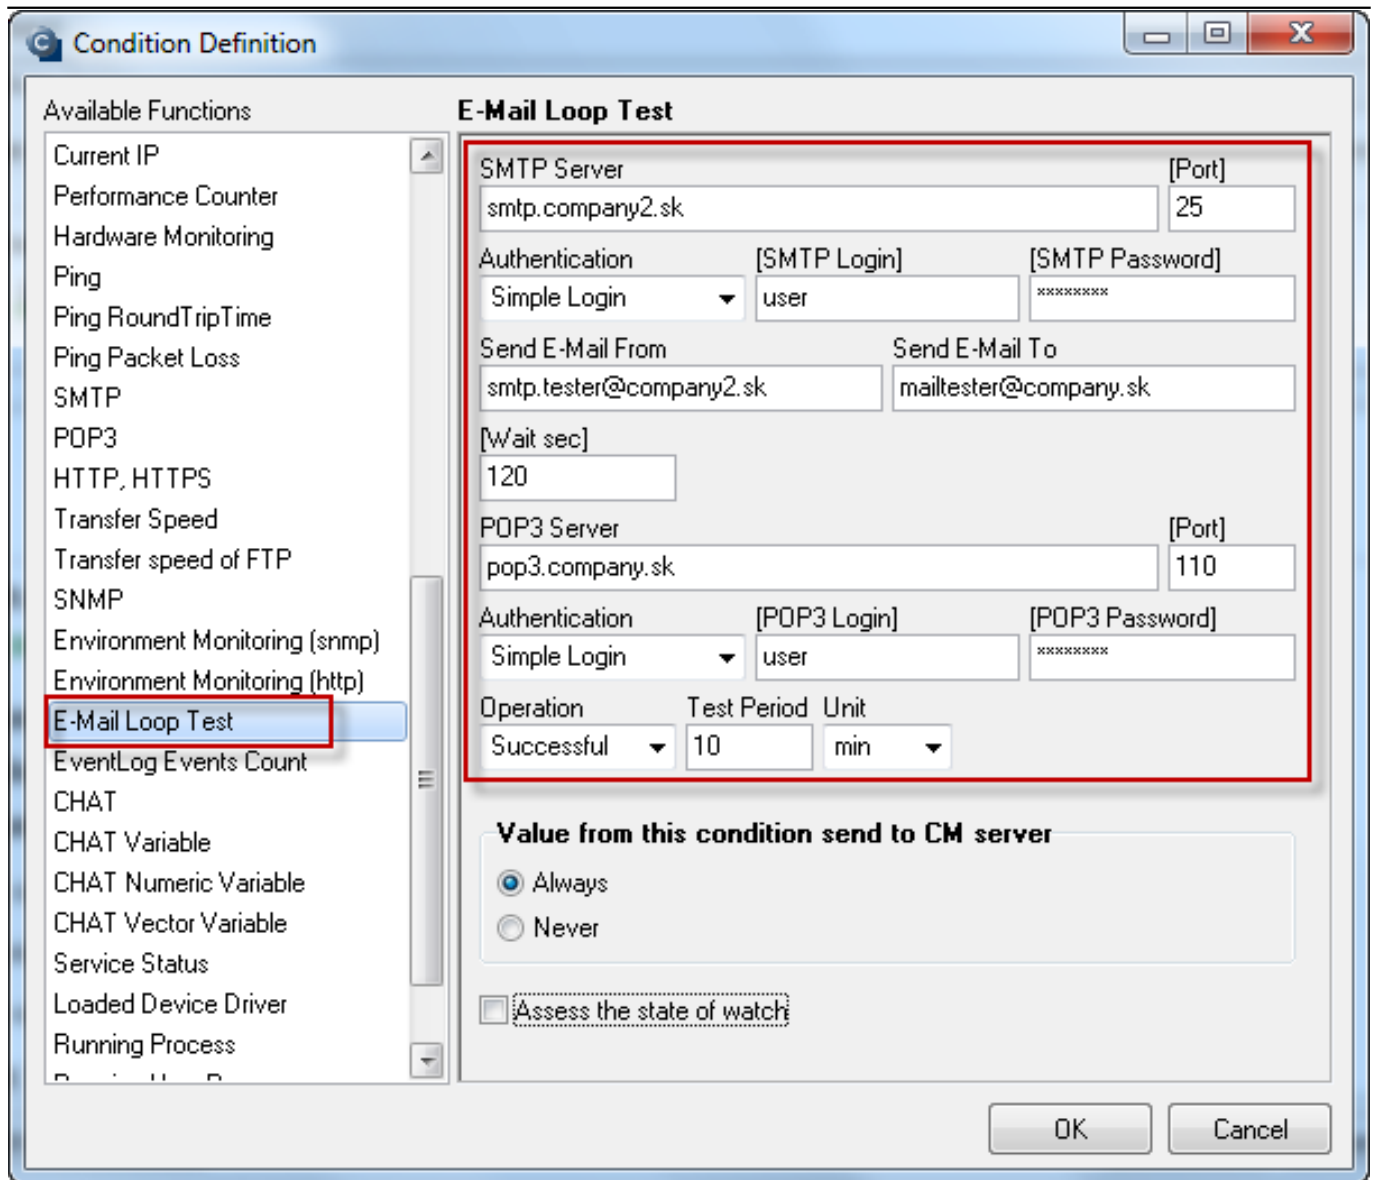 Condition Definition
Available Functions
Current IP
Performance Counter
Hardware Monitoring
Ping
Ping RoundTripTime
Ping Packet Loss
SMTP
POP3
HTTP, HTTPS
Transfer Speed
Transfer speed of FTP
SNMP
Environment Monitoring (snmp)
Environment Monitoring (http)
E-Mail Loop Test
EventLog Events Count
CHAT
CHAT Variable
CHAT Numeric Variable
CHAT Vector Variable
Service Status
Loaded Device Driver
Running Process
E-Mail Loop Test
SMTP Server [Port]
smtp.company2.sk 25
Authentication [SMTP Login] [SMTP Password]
Simple Login user ********
Send E-Mail From Send E-Mail To
smtp.tester@company2.sk mailtester@company.sk
[Wait sec]
120
POP3 Server [Port]
pop3.company.sk 110
Authentication [POP3 Login] [POP3 Password]
Simple Login user ********
Operation Test Period Unit
Successful 10 min
Value from this condition send to CM server
Always
Never
Assess the state of watch
OK Cancel